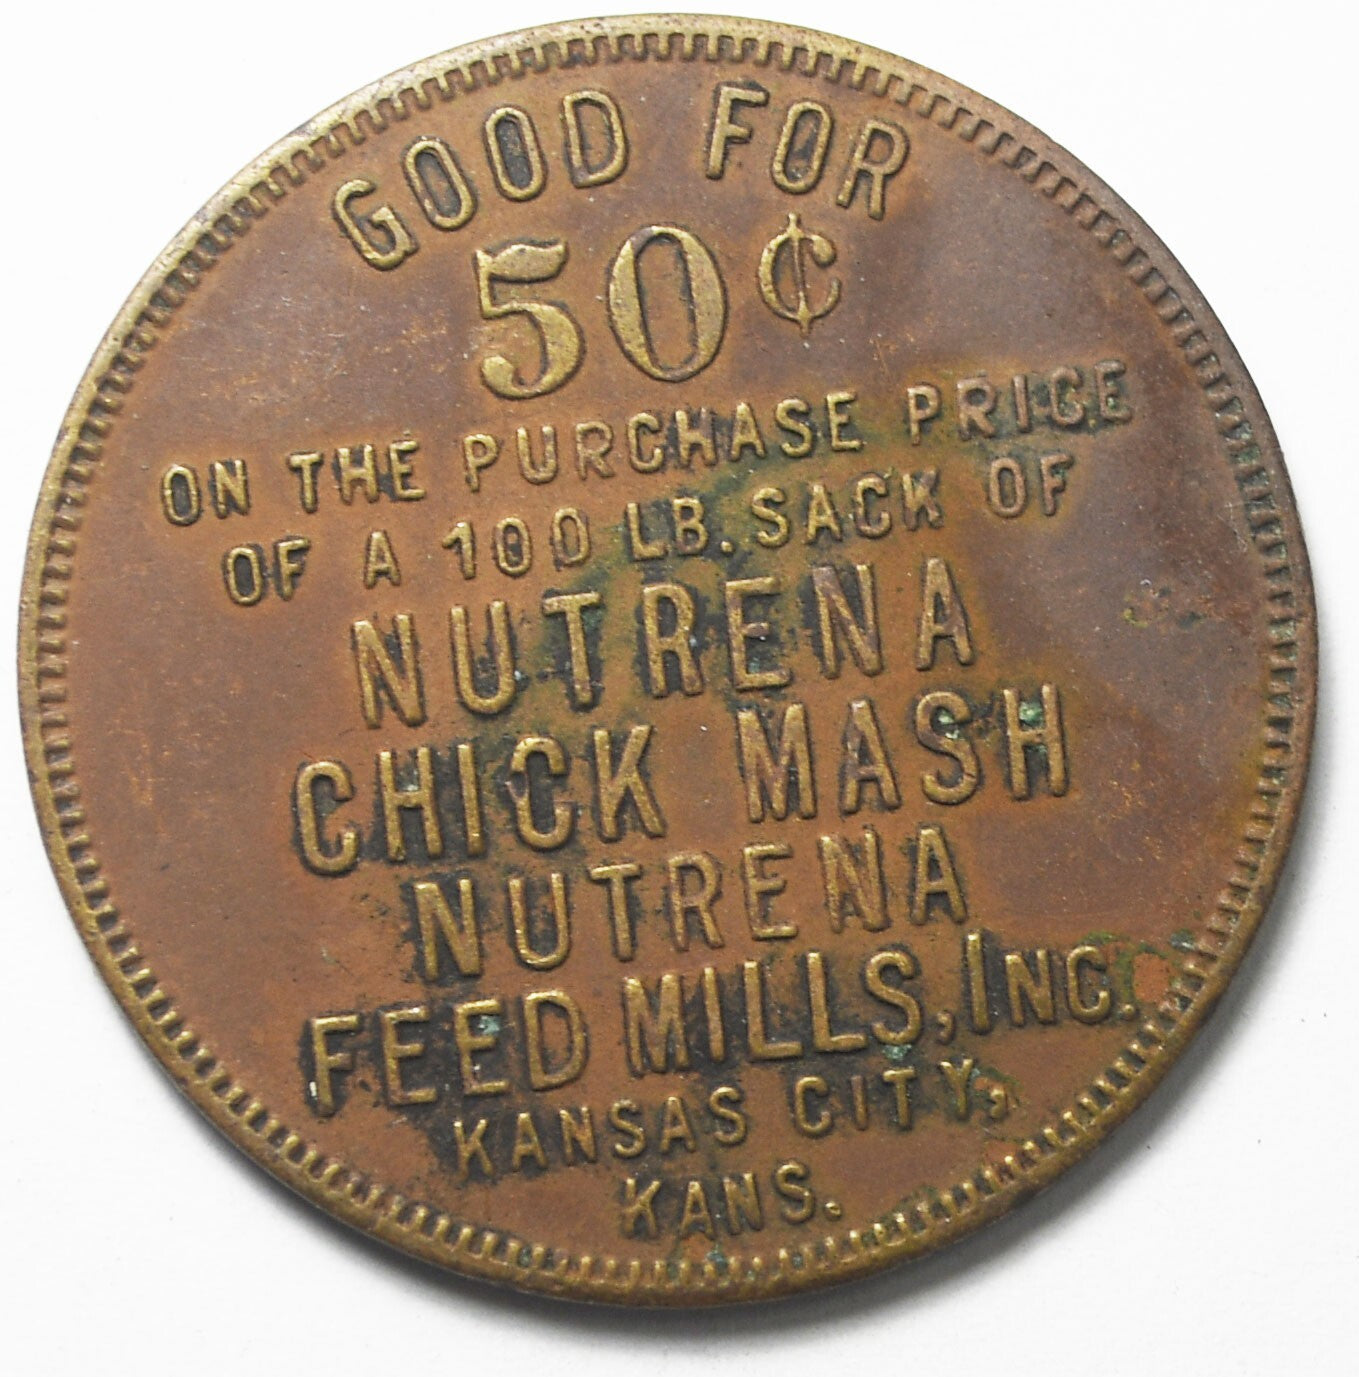 GOOD FOR
50¢
ON THE PURCHASE PRICE
OF A 100 LB. SACK OF
NUTRENA
CHICK MASH
NUTRENA
FEED MILLS, INC.
KANSAS CITY,
KANS.